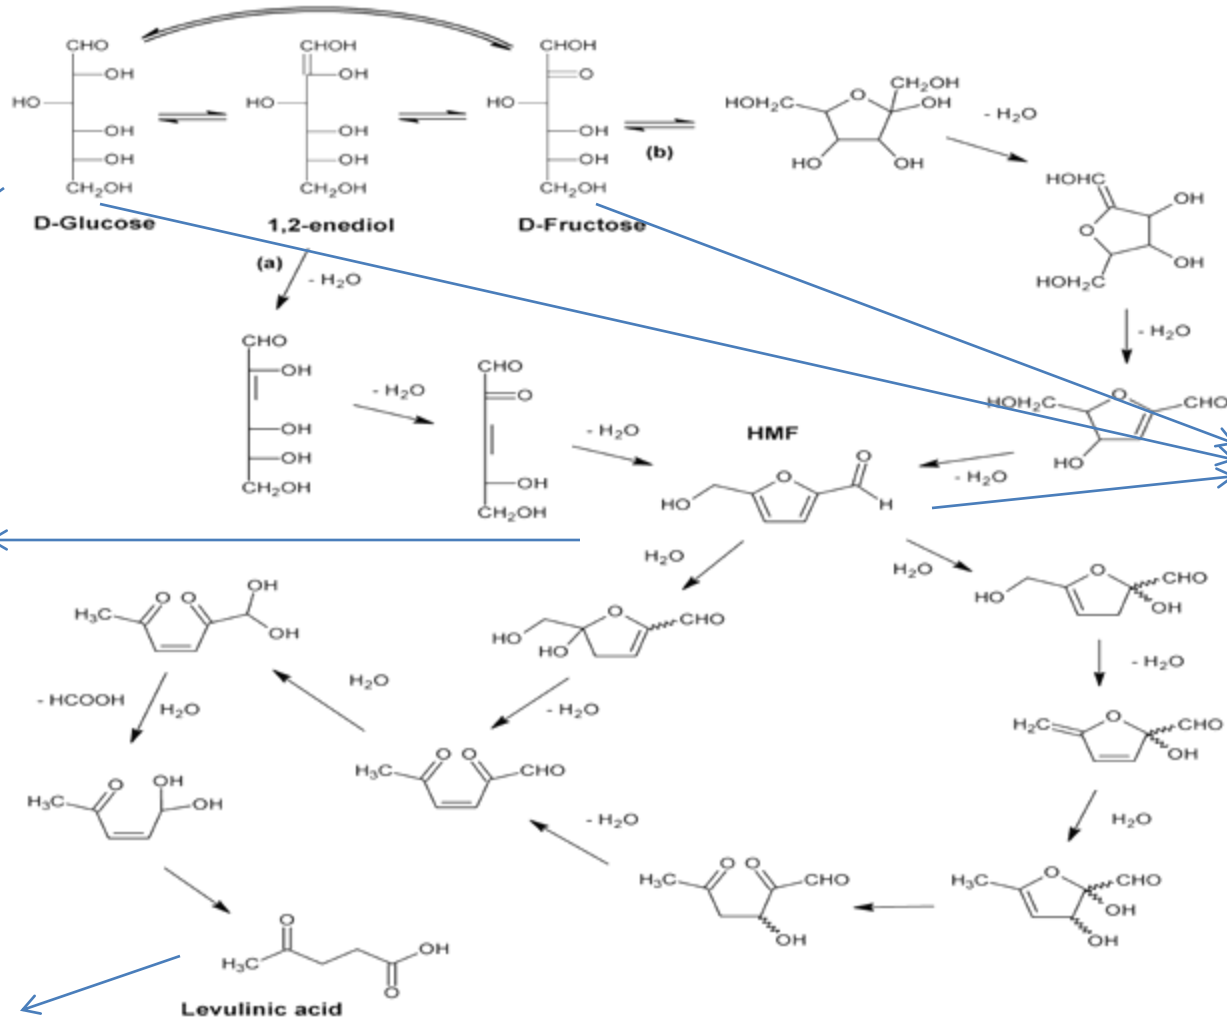 CHO
OH
HO
OH
OH
CH₂OH
D-Glucose
CHOH
OH
HO
OH
OH
CH₂OH
1,2-enediol
CHOH
O
HO
OH
OH
CH₂OH
D-Fructose
(b)
HOH₂C
O
CH₂OH
OH
HO
OH
- H₂O
HOHC
OH
O
OH
HOH₂C
- H₂O
(a)
- H₂O
CHO
OH
OH
OH
CH₂OH
- H₂O
CHO
O
OH
CH₂OH
- H₂O
HMF
O
O
HO
H
HOH₂C
O
CHO
HO
- H₂O
H₂O
H₂O
O
CHO
HO
OH
- H₂O
H₂C
O
CHO
OH
H₂O
H₃C
O
CHO
OH
OH
H₃C
O
O
CHO
OH
- H₂O
HO
O
CHO
HO
- H₂O
H₃C
O
O
CHO
H₂O
H₃C
O
O
OH
OH
- HCOOH
H₂O
H₃C
O
OH
OH
O
H₃C
OH
O
Levulinic acid